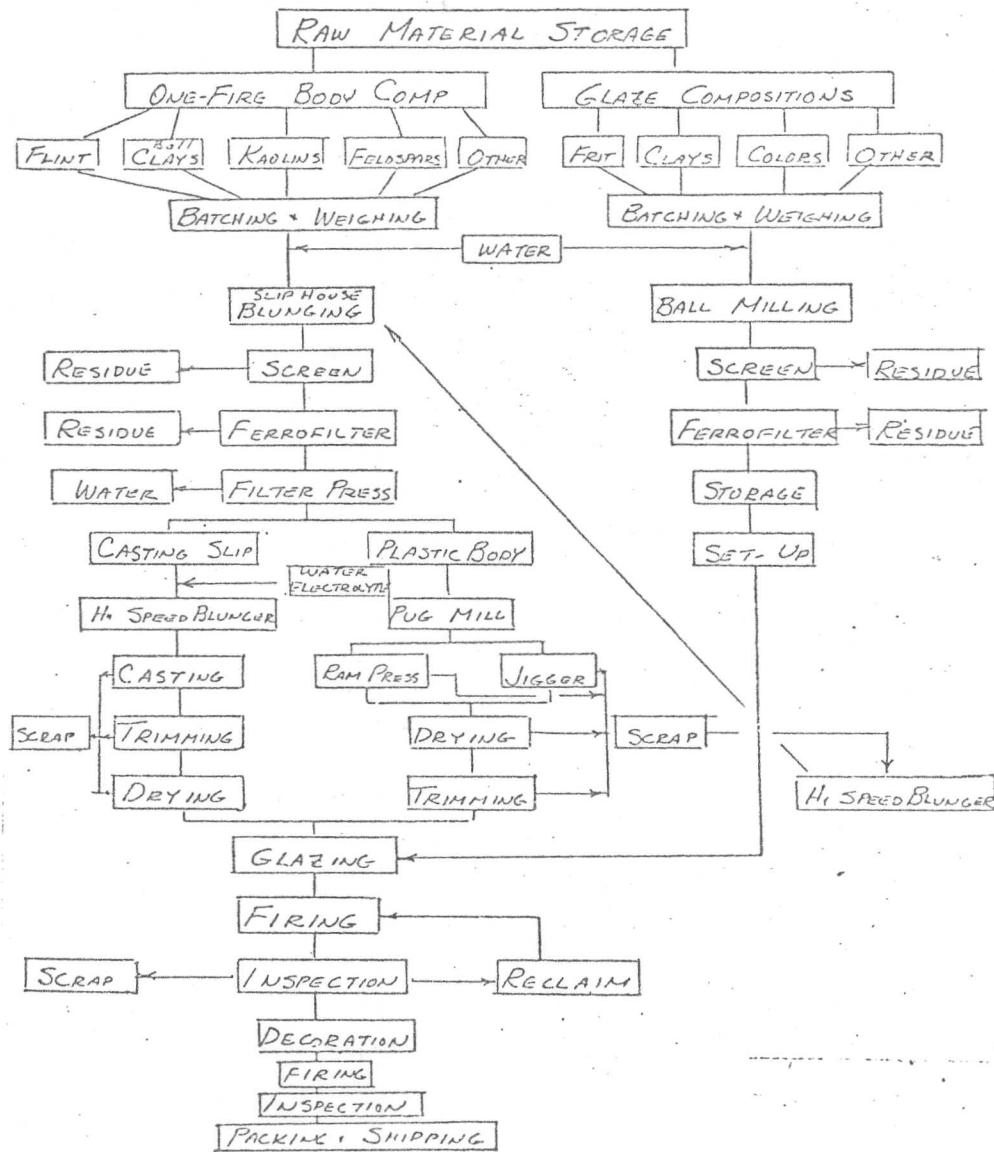 RAW MATERIAL STORAGE
ONE-FIRE BODY COMP
GLAZE COMPOSITIONS
FLINT
BOTT
CLAYS
KAOLINS
FELDSPARS
OTHER
FRIT
CLAYS
COLORS
OTHER
BATCHING + WEIGHING
BATCHING + WEIGHING
WATER
SLIP HOUSE
BLUNGING
BALL MILLING
RESIDUE
SCREEN
SCREEN
RESIDUE
RESIDUE
FERROFILTER
FERROFILTER
RESIDUE
WATER
FILTER PRESS
STORAGE
CASTING SLIP
PLASTIC BODY
SET-UP
WATER
ELECTROLYTE
HI SPEED BLUNGER
PUG MILL
CASTING
RAM PRESS
JIGGER
SCRAP
TRIMMING
DRYING
SCRAP
DRYING
TRIMMING
HI SPEED BLUNGER
GLAZING
FIRING
SCRAP
INSPECTION
RECLAIM
DECORATION
FIRING
INSPECTION
PACKING + SHIPPING